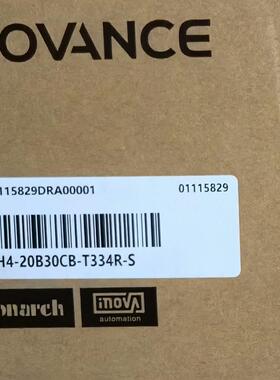 OVANCE
115829DRA00001 01115829
H4-20B30CB-T334R-S
onarch inova
automation